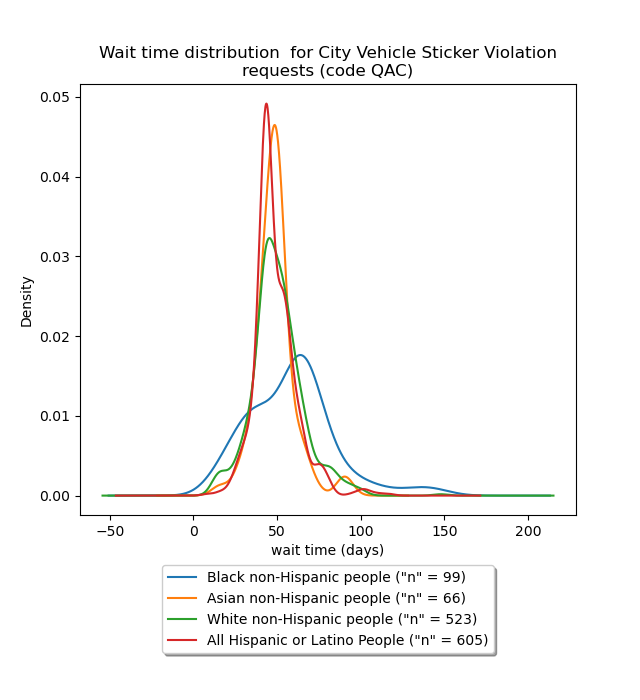 Wait time distribution  for City Vehicle Sticker Violation
requests (code QAC)
0.05
0.04
0.03
0.02
0.01
0.00
Density
−50
0
50
100
150
200
wait time (days)
Black non-Hispanic people ("n" = 99)
Asian non-Hispanic people ("n" = 66)
White non-Hispanic people ("n" = 523)
All Hispanic or Latino People ("n" = 605)